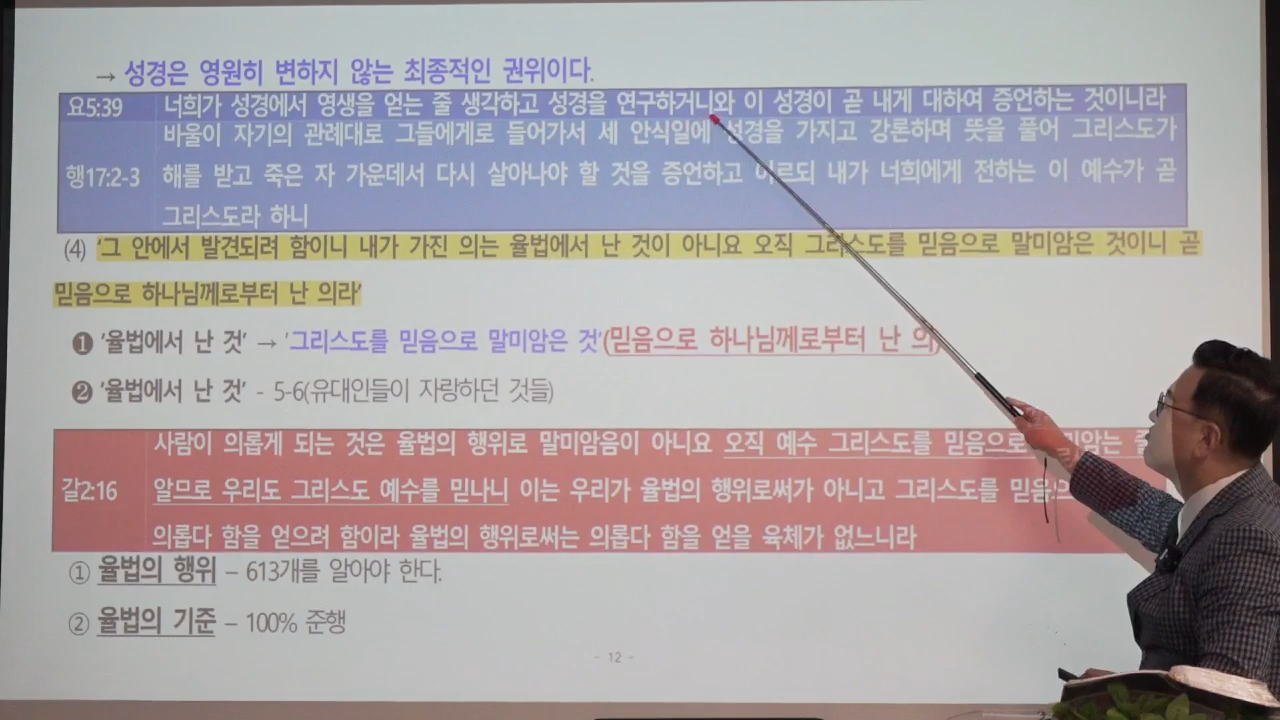 → 성경은 영원히 변하지 않는 최종적인 권위이다.
요5:39 너희가 성경에서 영생을 얻는 줄 생각하고 성경을 연구하거니와 이 성경이 곧 내게 대하여 증언하는 것이니라
바울이 자기의 관례대로 그들에게로 들어가서 세 안식일에 성경을 가지고 강론하며 뜻을 풀어 그리스도가
행17:2-3 해를 받고 죽은 자 가운데서 다시 살아나야 할 것을 증언하고 이르되 내가 너희에게 전하는 이 예수가 곧
그리스도라 하니
(4) '그 안에서 발견되려 함이니 내가 가진 의는 율법에서 난 것이 아니요 오직 그리스도를 믿음으로 말미암은 것이니 곧
믿음으로 하나님께로부터 난 의라'
❶ '율법에서 난 것' → '그리스도를 믿음으로 말미암은 것'(믿음으로 하나님께로부터 난 의)
❷ '율법에서 난 것' - 5-6(유대인들이 자랑하던 것들)
사람이 의롭게 되는 것은 율법의 행위로 말미암음이 아니요 오직 예수 그리스도를 믿음으로 말미암는
갈2:16 알므로 우리도 그리스도 예수를 믿나니 이는 우리가 율법의 행위로써가 아니고 그리스도를
의롭다 함을 얻으려 함이라 율법의 행위로써는 의롭다 함을 얻을 육체가 없느니라
① 율법의 행위 – 613개를 알아야 한다.
② 율법의 기준 – 100% 준행
- 12 -